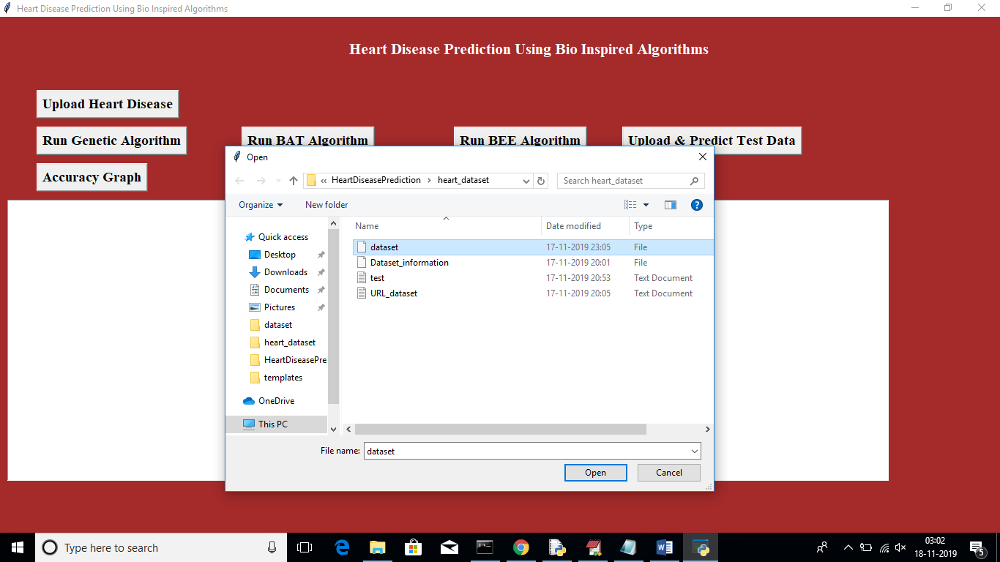 Heart Disease Prediction Using Bio Inspired Algorithms
Heart Disease Prediction Using Bio Inspired Algorithms
Upload Heart Disease
Run Genetic Algorithm Run BAT Algorithm Run BEE Algorithm Upload & Predict Test Data
Accuracy Graph
Open
« HeartDiseasePrediction › heart_dataset Search heart_dataset
Organize New folder
Name Date modified Type
Quick access
Desktop
Downloads
Documents
Pictures
dataset
heart_dataset
HeartDiseasePre
templates
OneDrive
This PC
dataset 17-11-2019 23:05 File
Dataset_information 17-11-2019 20:01 File
test 17-11-2019 20:53 Text Document
URL_dataset 17-11-2019 20:05 Text Document
File name: dataset
Open Cancel
Type here to search
03:02
18-11-2019
5